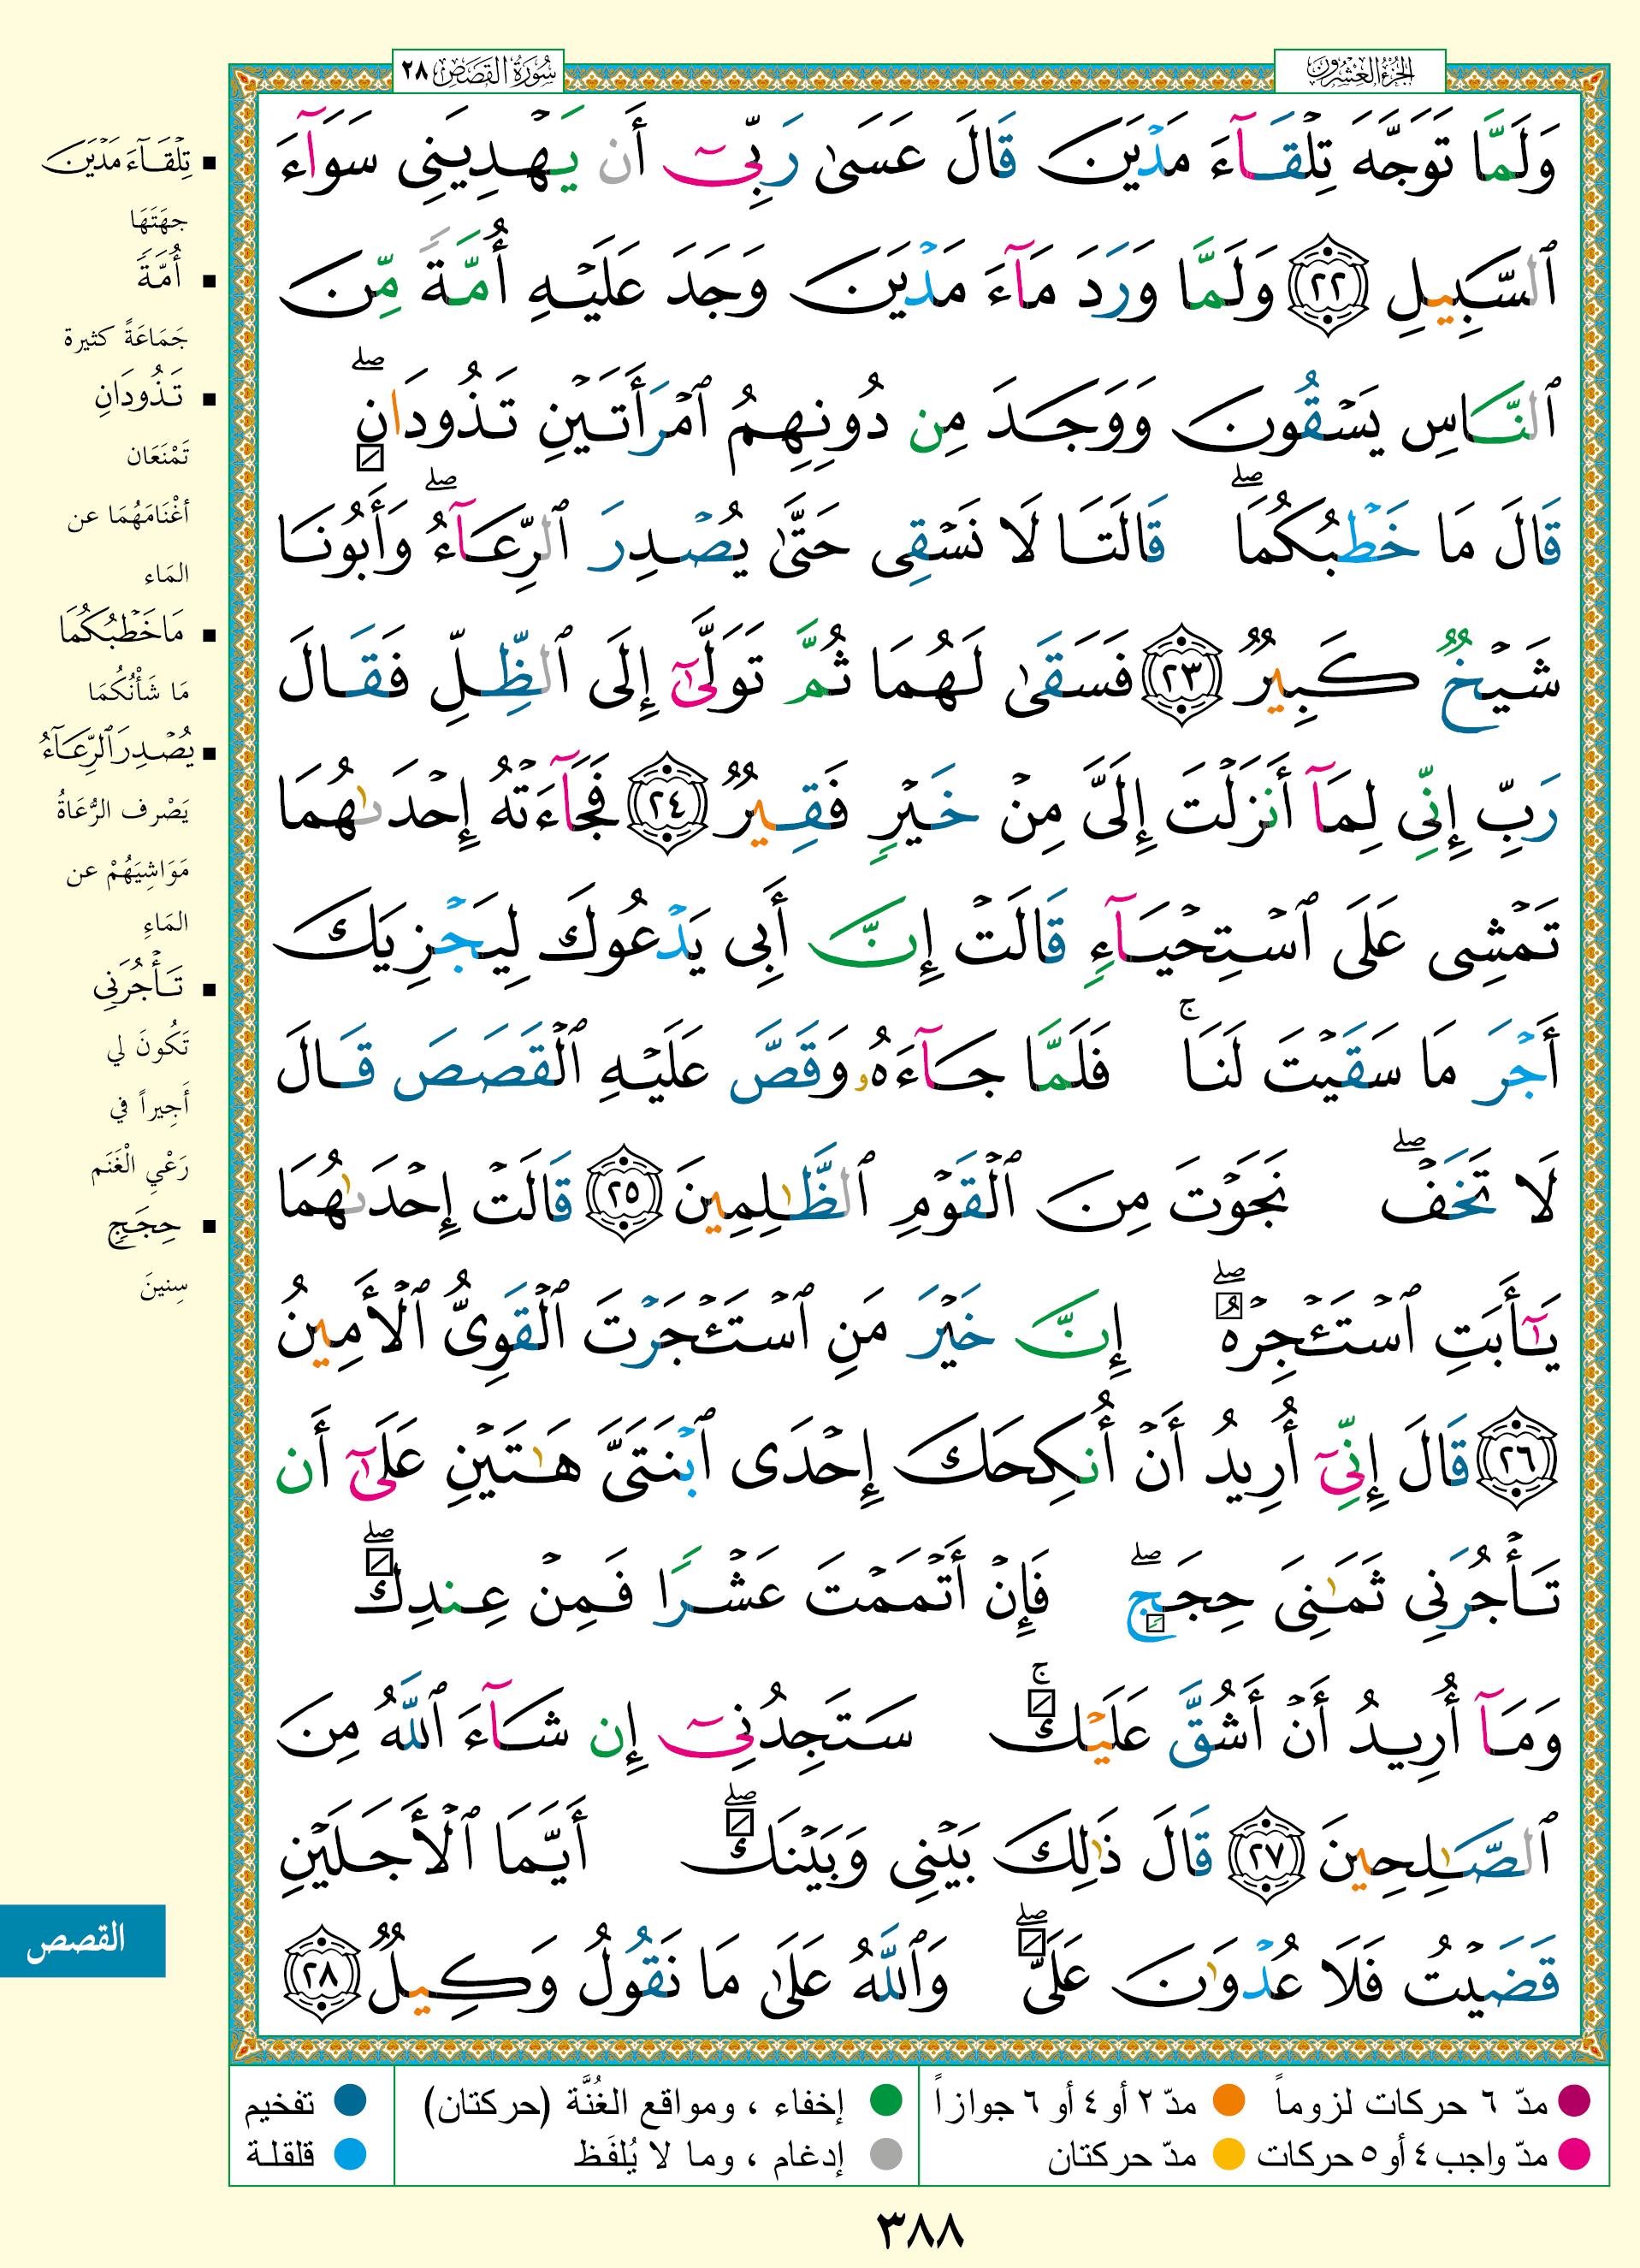 الجزء العشرون
سورة القصص ٢٨
وَلَمَّا تَوَجَّهَ تِلْقَآءَ مَدْيَنَ قَالَ عَسَىٰ رَبِّىٓ أَن يَهْدِيَنِى سَوَآءَ
ٱلسَّبِيلِ ٢٢ وَلَمَّا وَرَدَ مَآءَ مَدْيَنَ وَجَدَ عَلَيْهِ أُمَّةً مِّنَ
ٱلنَّاسِ يَسْقُونَ وَوَجَدَ مِن دُونِهِمُ ٱمْرَأَتَيْنِ تَذُودَانِ ۖ
قَالَ مَا خَطْبُكُمَا ۖ قَالَتَا لَا نَسْقِى حَتَّىٰ يُصْدِرَ ٱلرِّعَآءُ ۖ وَأَبُونَا
شَيْخٌ كَبِيرٌ ٢٣ فَسَقَىٰ لَهُمَا ثُمَّ تَوَلَّىٰٓ إِلَى ٱلظِّلِّ فَقَالَ
رَبِّ إِنِّى لِمَآ أَنزَلْتَ إِلَىَّ مِنْ خَيْرٍ فَقِيرٌ ٢٤ فَجَآءَتْهُ إِحْدَىٰهُمَا
تَمْشِى عَلَى ٱسْتِحْيَآءٍ قَالَتْ إِنَّ أَبِى يَدْعُوكَ لِيَجْزِيَكَ
أَجْرَ مَا سَقَيْتَ لَنَا ۚ فَلَمَّا جَآءَهُۥ وَقَصَّ عَلَيْهِ ٱلْقَصَصَ قَالَ
لَا تَخَفْ ۖ نَجَوْتَ مِنَ ٱلْقَوْمِ ٱلظَّٰلِمِينَ ٢٥ قَالَتْ إِحْدَىٰهُمَا
يَٰٓأَبَتِ ٱسْتَـْٔجِرْهُ ۖ إِنَّ خَيْرَ مَنِ ٱسْتَـْٔجَرْتَ ٱلْقَوِىُّ ٱلْأَمِينُ
٢٦ قَالَ إِنِّىٓ أُرِيدُ أَنْ أُنكِحَكَ إِحْدَى ٱبْنَتَىَّ هَٰتَيْنِ عَلَىٰٓ أَن
تَأْجُرَنِى ثَمَٰنِىَ حِجَجٍ ۖ فَإِنْ أَتْمَمْتَ عَشْرًا فَمِنْ عِندِكَ ۖ
وَمَآ أُرِيدُ أَنْ أَشُقَّ عَلَيْكَ ۚ سَتَجِدُنِىٓ إِن شَآءَ ٱللَّهُ مِنَ
ٱلصَّٰلِحِينَ ٢٧ قَالَ ذَٰلِكَ بَيْنِى وَبَيْنَكَ ۖ أَيَّمَا ٱلْأَجَلَيْنِ
قَضَيْتُ فَلَا عُدْوَٰنَ عَلَىَّ ۖ وَٱللَّهُ عَلَىٰ مَا نَقُولُ وَكِيلٌ ٢٨
تِلْقَآءَ مَدْيَنَ
جِهَتَهَا
أُمَّةً
جَمَاعَةً كثيرة
تَذُودَانِ
تَمْنَعَان
أغْنَامَهُمَا عن
المَاء
مَا خَطْبُكُمَا
مَا شَأْنُكُمَا
يُصْدِرَ ٱلرِّعَآءُ
يَصْرف الرُّعَاةُ
مَوَاشِيَهُمْ عن
المَاءِ
تَأْجُرَنِى
تَكُونَ لي
أَجِيراً في
رَعْيِ الْغَنَم
حِجَجٍ
سِنينَ
القصص
مدّ ٦ حركات لزوماً مدّ ٢ أو ٤ أو ٦ جوازاً إخفاء ، ومواقع الغُنَّة (حركتان) تفخيم
مدّ واجب ٤ أو ٥ حركات مدّ حركتان إدغام ، وما لا يُلفَظ قلقلة
٣٨٨